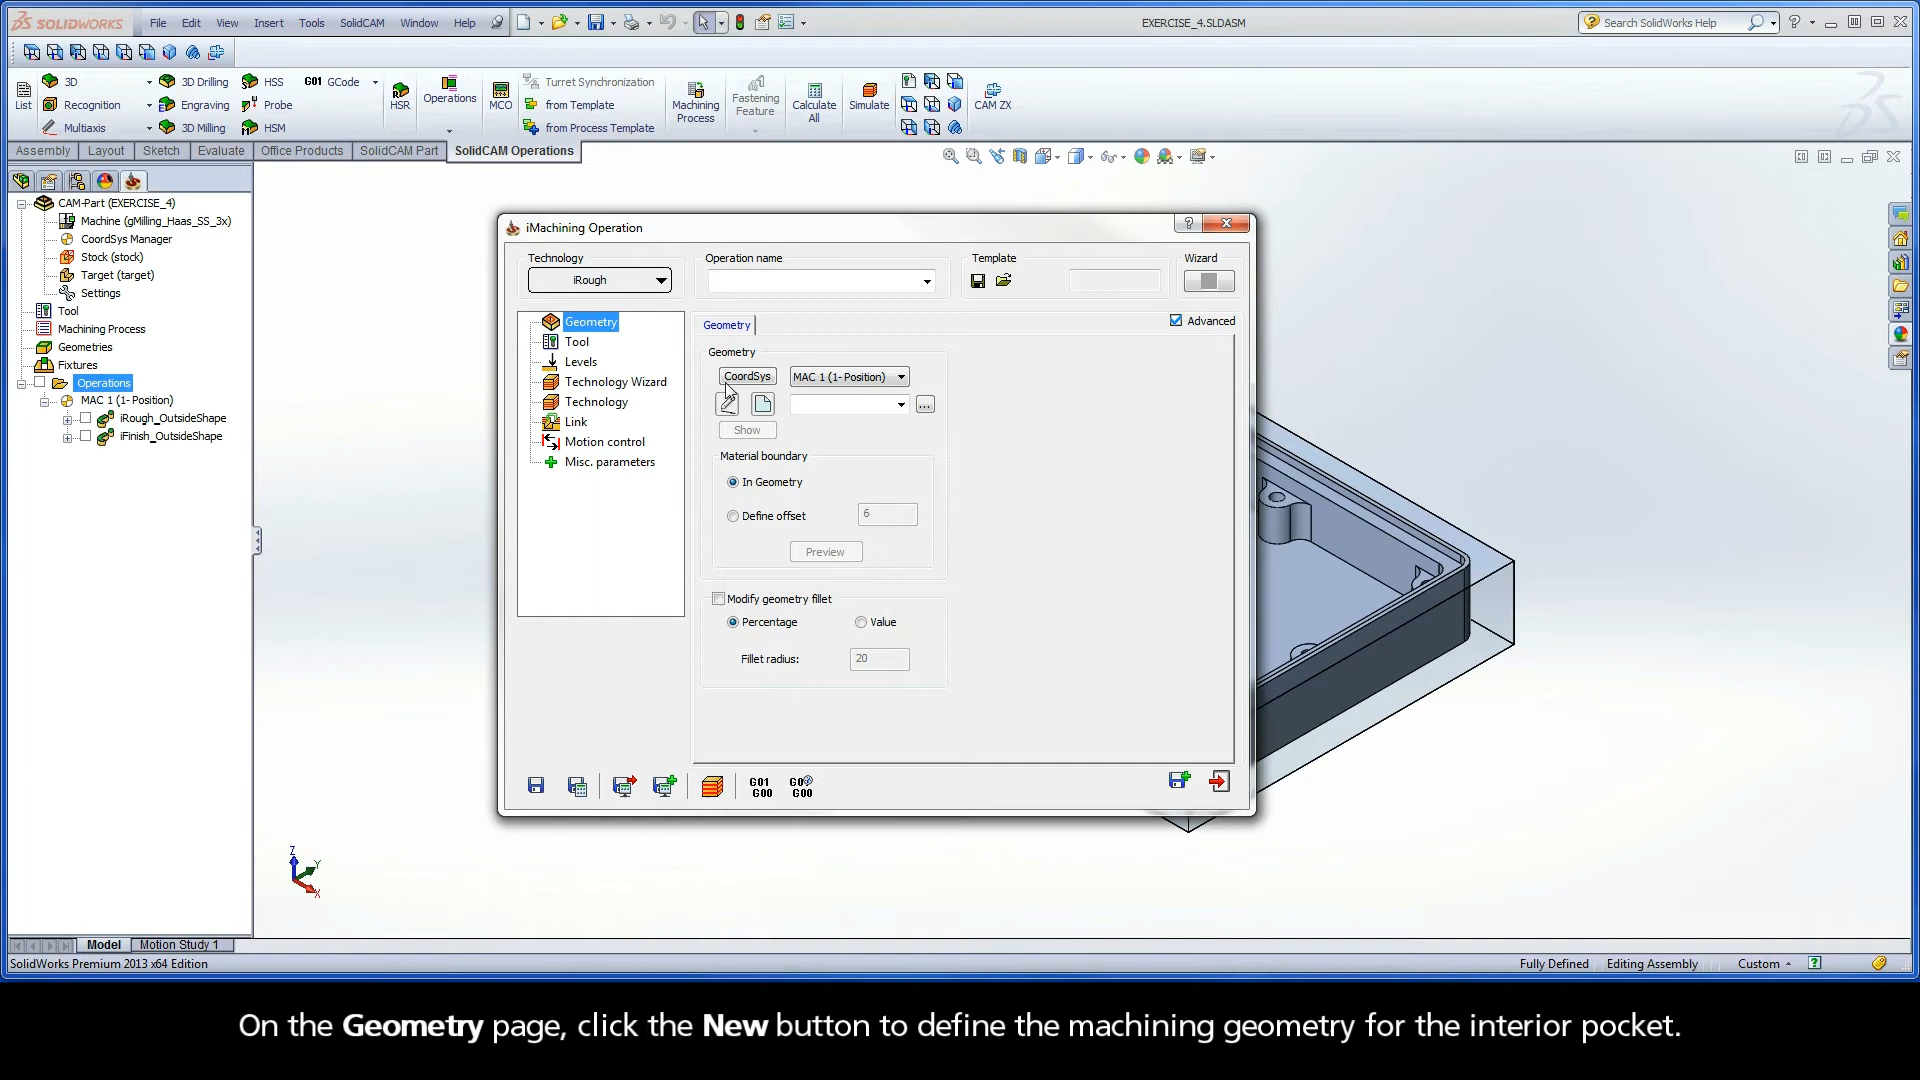 SOLIDWORKS
File Edit View Insert Tools SolidCAM Window Help
EXERCISE_4.SLDASM
Search SolidWorks Help
List
3D
Recognition
Multiaxis
3D Drilling
Engraving
3D Milling
HSS
Probe
HSM
G01 GCode
HSR
Operations
MCO
Turret Synchronization
from Template
from Process Template
Machining Process
Fastening Feature
Calculate All
Simulate
CAM ZX
Assembly Layout Sketch Evaluate Office Products SolidCAM Part SolidCAM Operations
CAM-Part (EXERCISE_4)
Machine (gMilling_Haas_SS_3x)
CoordSys Manager
Stock (stock)
Target (target)
Settings
Tool
Machining Process
Geometries
Fixtures
Operations
MAC 1 (1- Position)
iRough_OutsideShape
iFinish_OutsideShape
iMachining Operation
Technology
iRough
Operation name
Template
Wizard
Geometry
Tool
Levels
Technology Wizard
Technology
Link
Motion control
Misc. parameters
Geometry
Advanced
Geometry
CoordSys MAC 1 (1- Position)
...
Show
Material boundary
In Geometry
Define offset 6
Preview
Modify geometry fillet
Percentage Value
Fillet radius: 20
G01 G00
G00
Z
Y
X
Model Motion Study 1
SolidWorks Premium 2013 x64 Edition
Fully Defined Editing Assembly Custom
On the Geometry page, click the New button to define the machining geometry for the interior pocket.